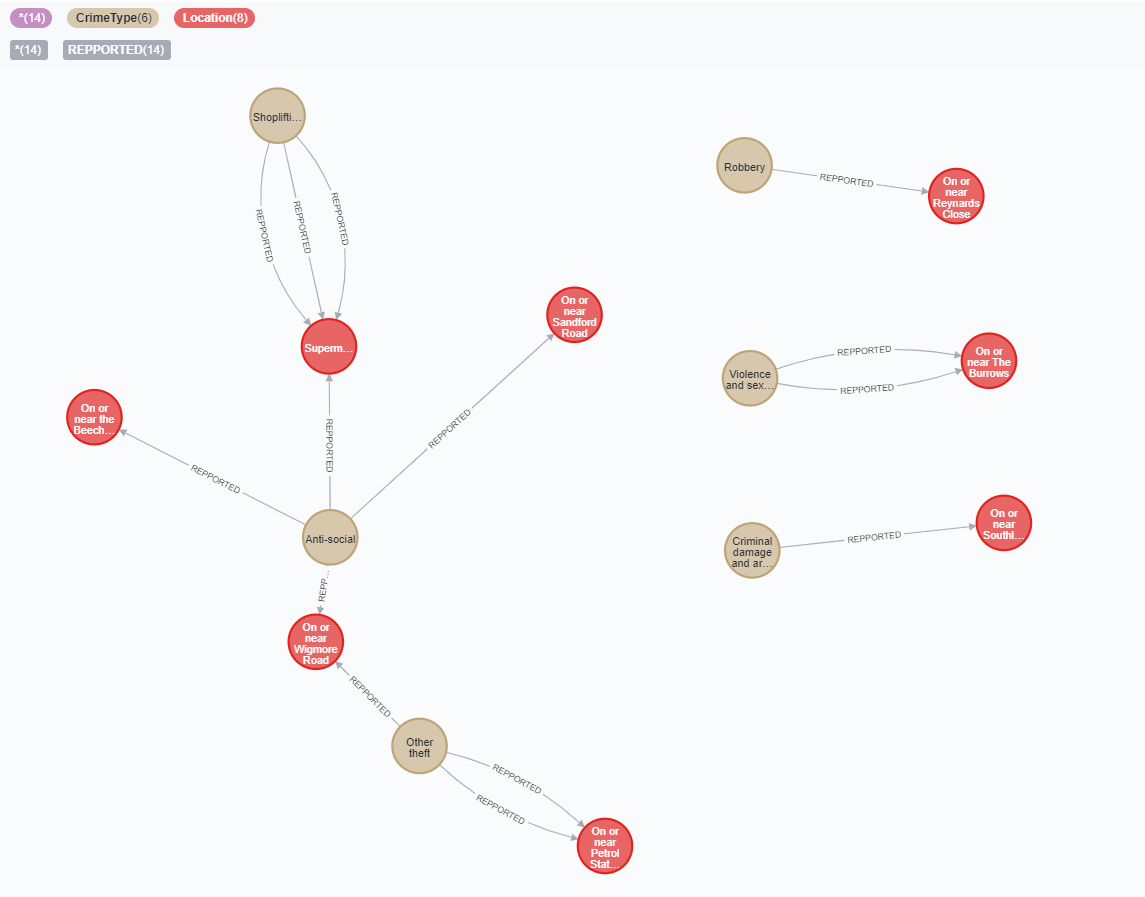 *(14) CrimeType(6) Location(8)
*(14) REPPORTED(14)
Shoplifti...
REPPORTED
REPPORTED
REPPORTED
Superm...
REPPORTED
On or
near
Sandford
Road
REPPORTED
On or
near the
Beech...
REPPORTED
Anti-social
REPP...
On or
near
Wigmore
Road
REPPORTED
Other
theft
REPPORTED
REPPORTED
On or
near
Petrol
Stat...
Robbery
REPPORTED
On or
near
Reynards
Close
Violence
and sex...
REPPORTED
REPPORTED
On or
near The
Burrows
Criminal
damage
and ar...
REPPORTED
On or
near
Southl...